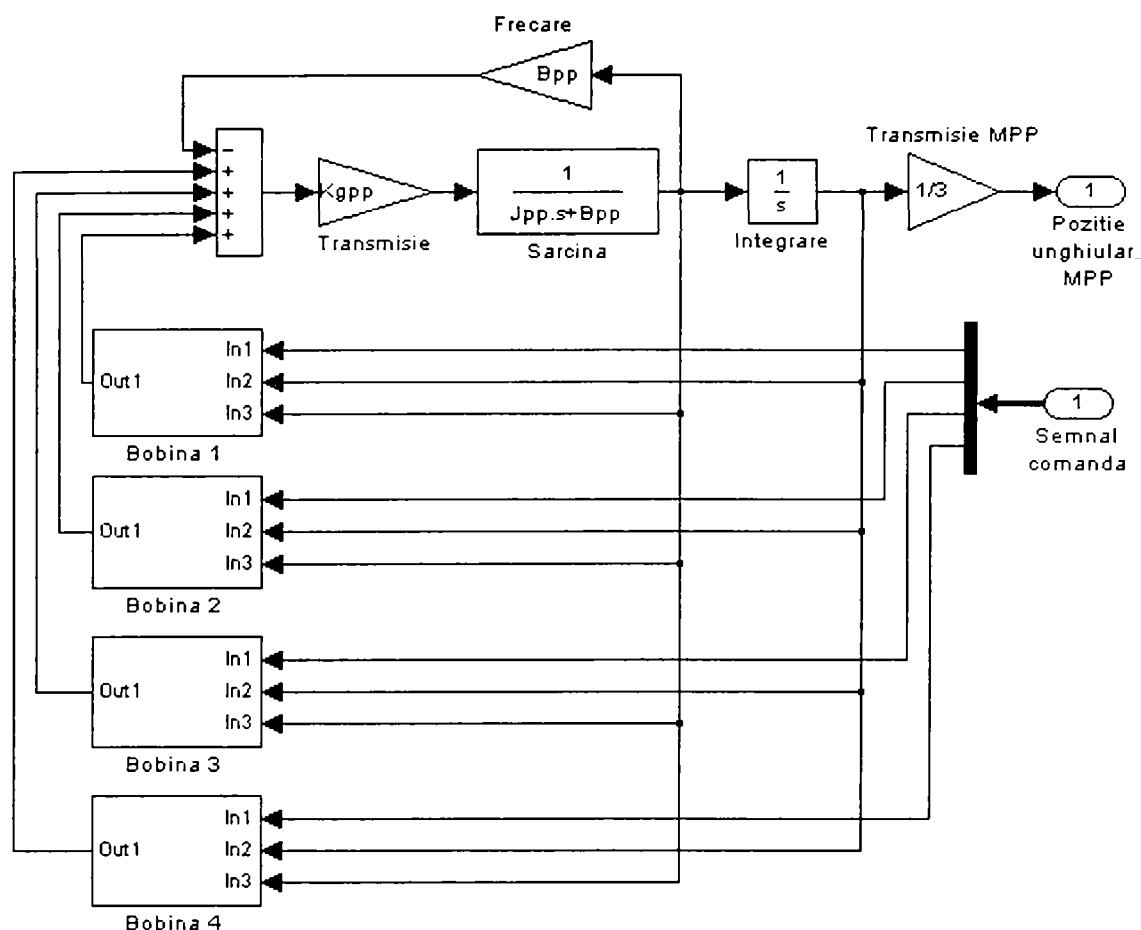 Frecare
Bpp
Transmisie MPP
−
+
+
+
+
Kgpp
Transmisie
1
Jpp.s+Bpp
Sarcina
1
s
Integrare
1/3
1
Pozitie
unghiular_
MPP
In1
Out1
In2
In3
Bobina 1
1
Semnal
comanda
In1
Out1
In2
In3
Bobina 2
In1
Out1
In2
In3
Bobina 3
In1
Out1
In2
In3
Bobina 4